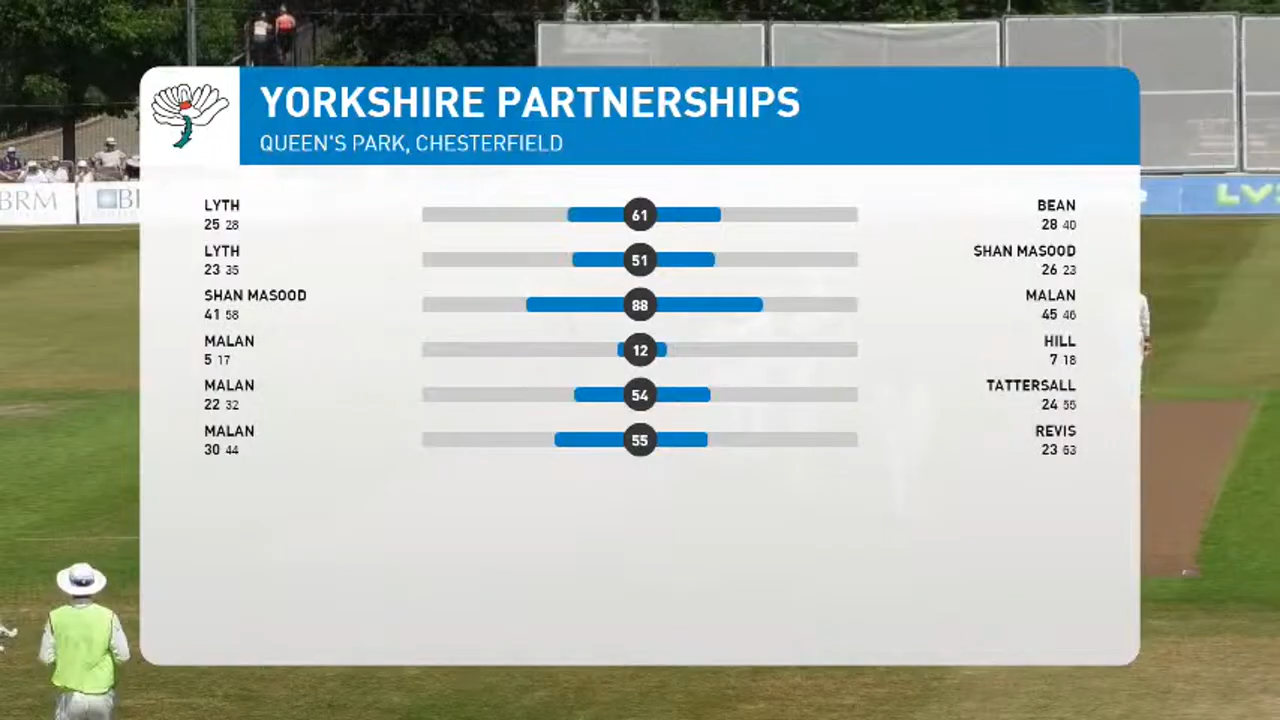 YORKSHIRE PARTNERSHIPS
QUEEN'S PARK, CHESTERFIELD
LYTH 61 BEAN
25 28 28 40
LYTH 51 SHAN MASOOD
23 35 26 23
SHAN MASOOD 88 MALAN
41 58 45 46
MALAN 12 HILL
5 17 7 18
MALAN 54 TATTERSALL
22 32 24 55
MALAN 55 REVIS
30 44 23 63
BRM